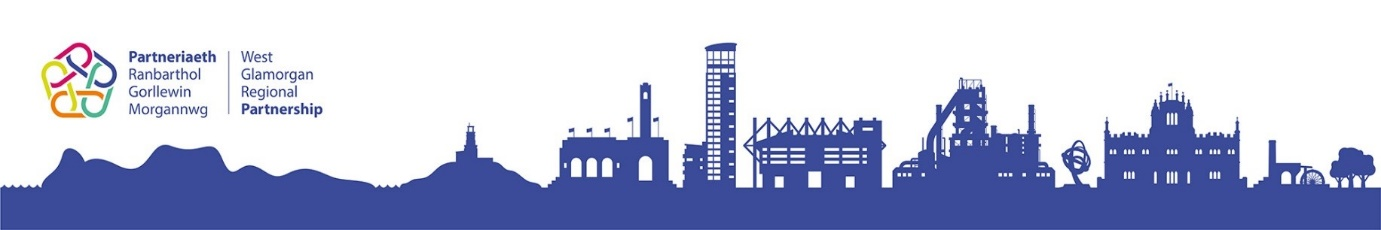 Partneriaeth
Ranbarthol
Gorllewin
Morgannwg
West
Glamorgan
Regional
Partnership